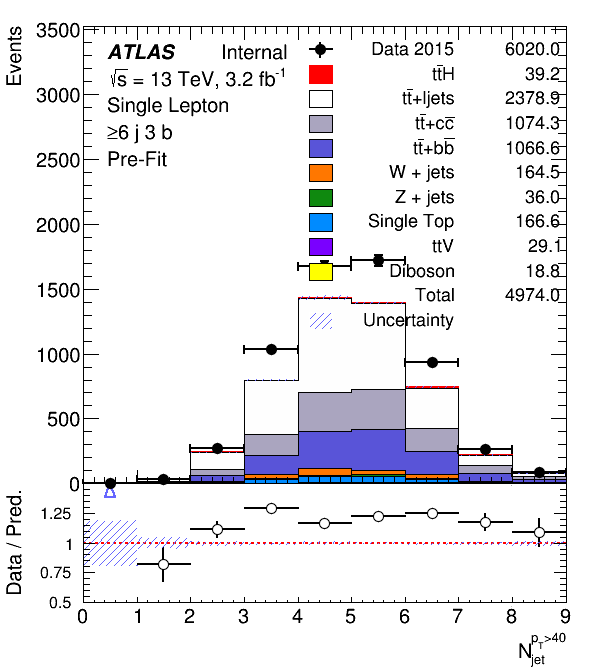 Events
3500
3000
2500
2000
1500
1000
500
0
ATLAS Internal
√s = 13 TeV, 3.2 fb⁻¹
Single Lepton
≥6 j 3 b
Pre-Fit
Data 2015 6020.0
tt̄H 39.2
tt̄+ljets 2378.9
tt̄+cc̄ 1074.3
tt̄+bb̄ 1066.6
W + jets 164.5
Z + jets 36.0
Single Top 166.6
ttV 29.1
Diboson 18.8
Total 4974.0
Uncertainty
Data / Pred.
1.25
1
0.75
0.5
0 1 2 3 4 5 6 7 8 9
N_jet^{p_T>40}